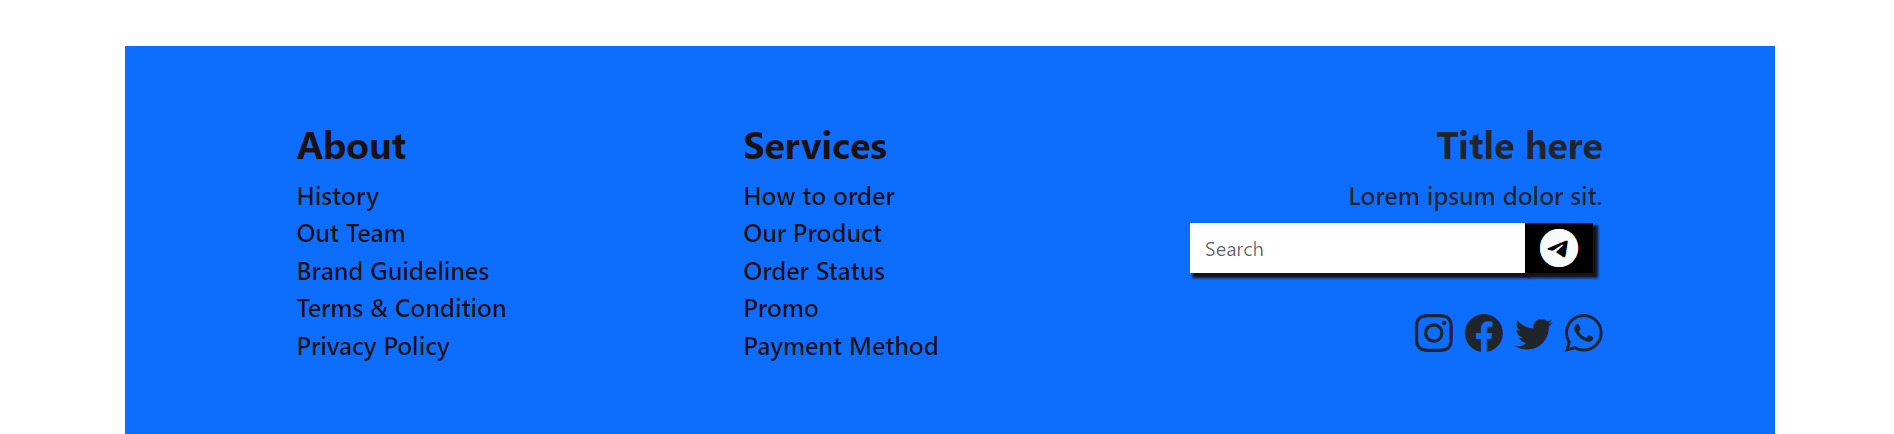 About
History
Out Team
Brand Guidelines
Terms & Condition
Privacy Policy
Services
How to order
Our Product
Order Status
Promo
Payment Method
Title here
Lorem ipsum dolor sit.
Search